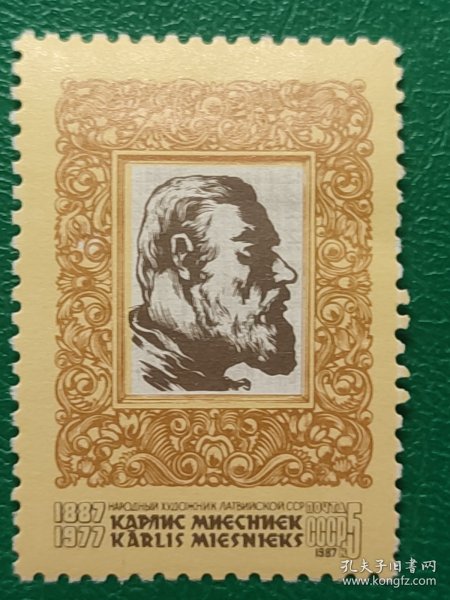 1887
1977
НАРОДНЫЙ ХУДОЖНИК ЛАТВИЙСКОЙ ССР
КАРЛИС МИЕСНИЕК
KĀRLIS MIESNIEKS
ПОЧТА
СССР
5К
1987
孔夫子旧书网
www.kongfz.com